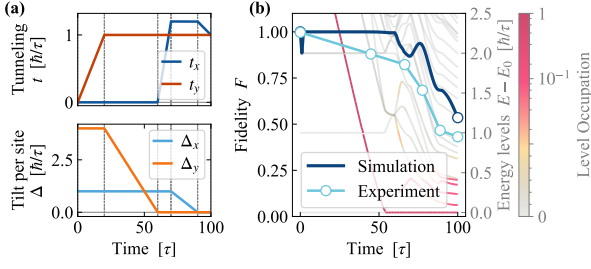 (a)
Tunneling
t [ħ/τ]
1
0
t_x
t_y
Tilt per site
Δ [ħ/τ]
2.5
0.0
Δ_x
Δ_y
0 50 100
Time [τ]
(b)
Fidelity F
1.00
0.75
0.50
0.25
0.00
Simulation
Experiment
0 50 100
Time [τ]
2.5
2.0
1.5
1.0
0.5
0.0
Energy levels E − E_0 [ħ/τ]
1
10^{-1}
0
Level Occupation